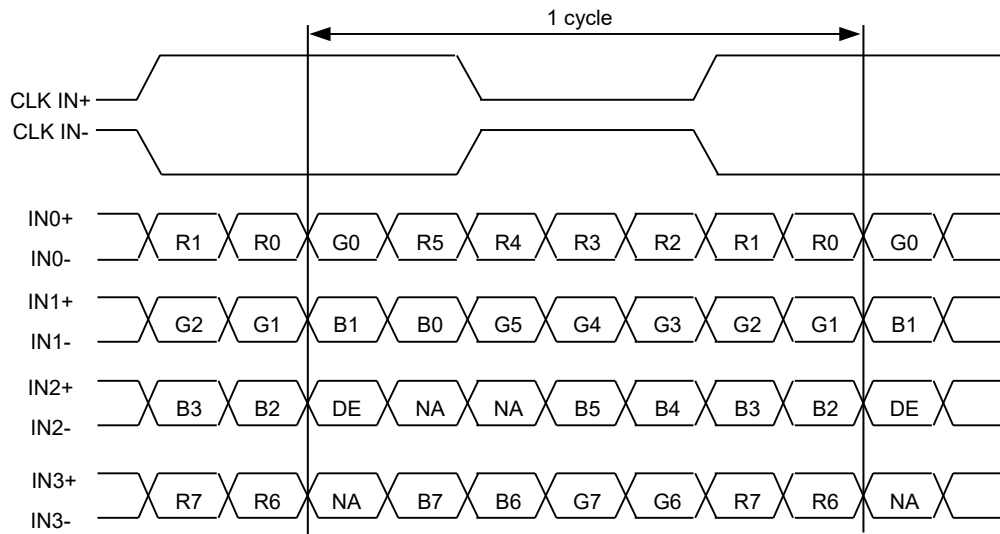 1 cycle
CLK IN+
CLK IN-
IN0+
R1 R0 G0 R5 R4 R3 R2 R1 R0 G0
IN0-
IN1+
G2 G1 B1 B0 G5 G4 G3 G2 G1 B1
IN1-
IN2+
B3 B2 DE NA NA B5 B4 B3 B2 DE
IN2-
IN3+
R7 R6 NA B7 B6 G7 G6 R7 R6 NA
IN3-